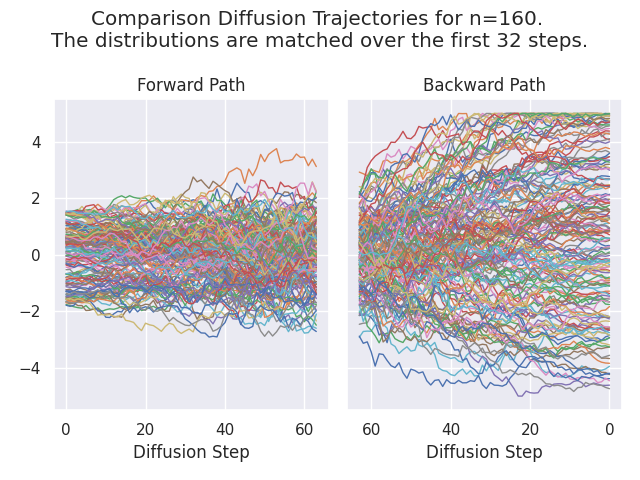 Comparison Diffusion Trajectories for n=160.
The distributions are matched over the first 32 steps.
Forward Path
Backward Path
4
2
0
−2
−4
0
20
40
60
60
40
20
0
Diffusion Step
Diffusion Step